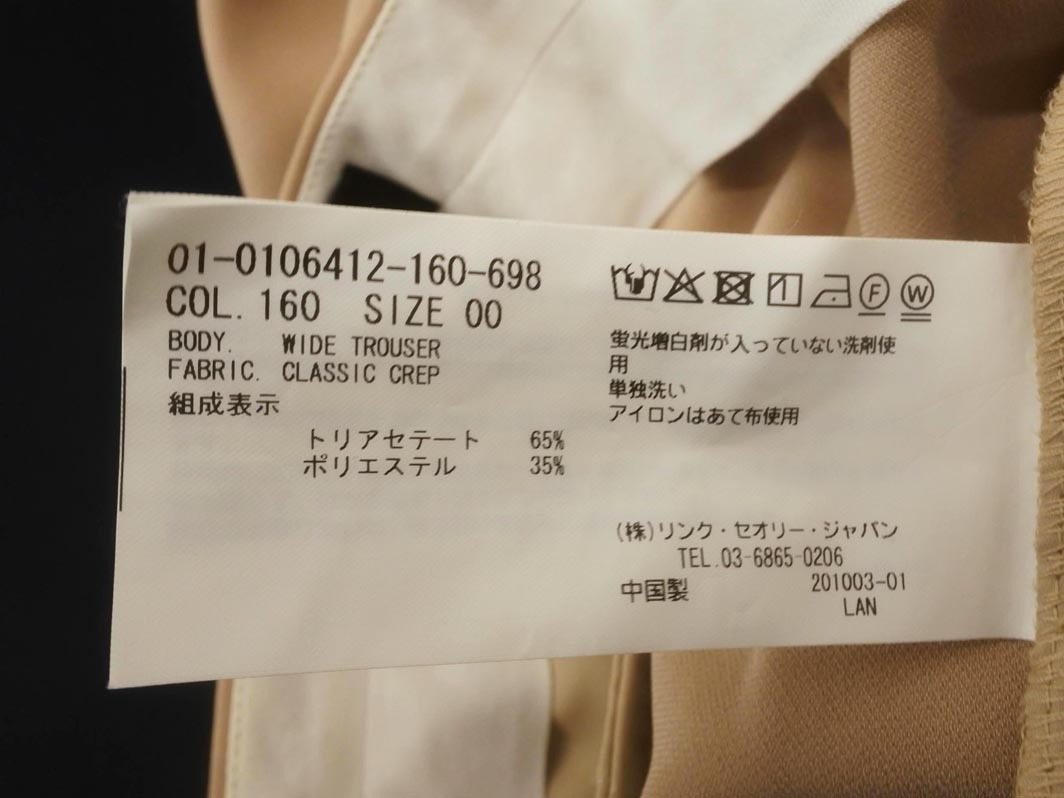 01-0106412-160-698
COL. 160 SIZE 00
BODY. WIDE TROUSER
FABRIC. CLASSIC CREP
組成表示
トリアセテート 65%
ポリエステル 35%
F W
蛍光増白剤が入っていない洗剤使
用
単独洗い
アイロンはあて布使用
(株)リンク・セオリー・ジャパン
TEL.03-6865-0206
中国製 201003-01
LAN